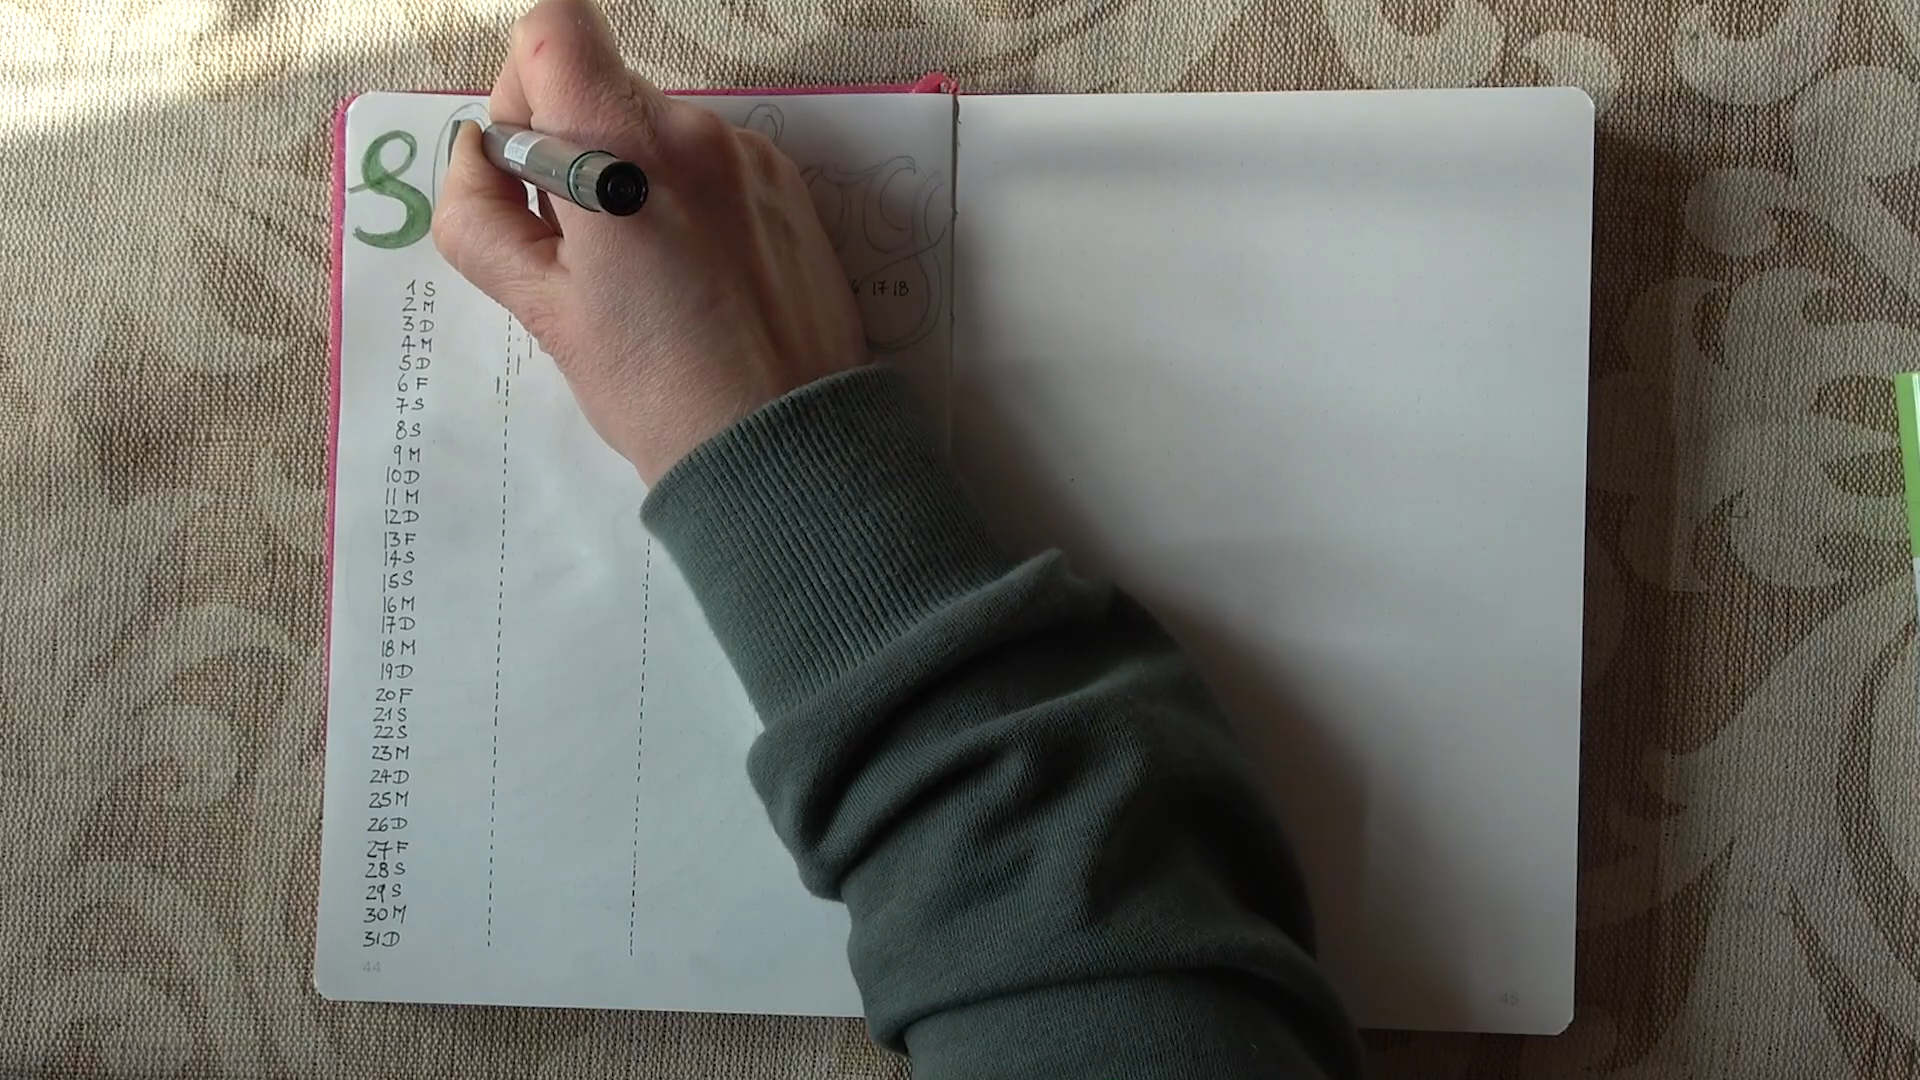 S
17 18
1 S
2 M
3 D
4 M
5 D
6 F
7 S
8 S
9 M
10 D
11 M
12 D
13 F
14 S
15 S
16 M
17 D
18 M
19 D
20 F
21 S
22 S
23 M
24 D
25 M
26 D
27 F
28 S
29 S
30 M
31 D
44
45